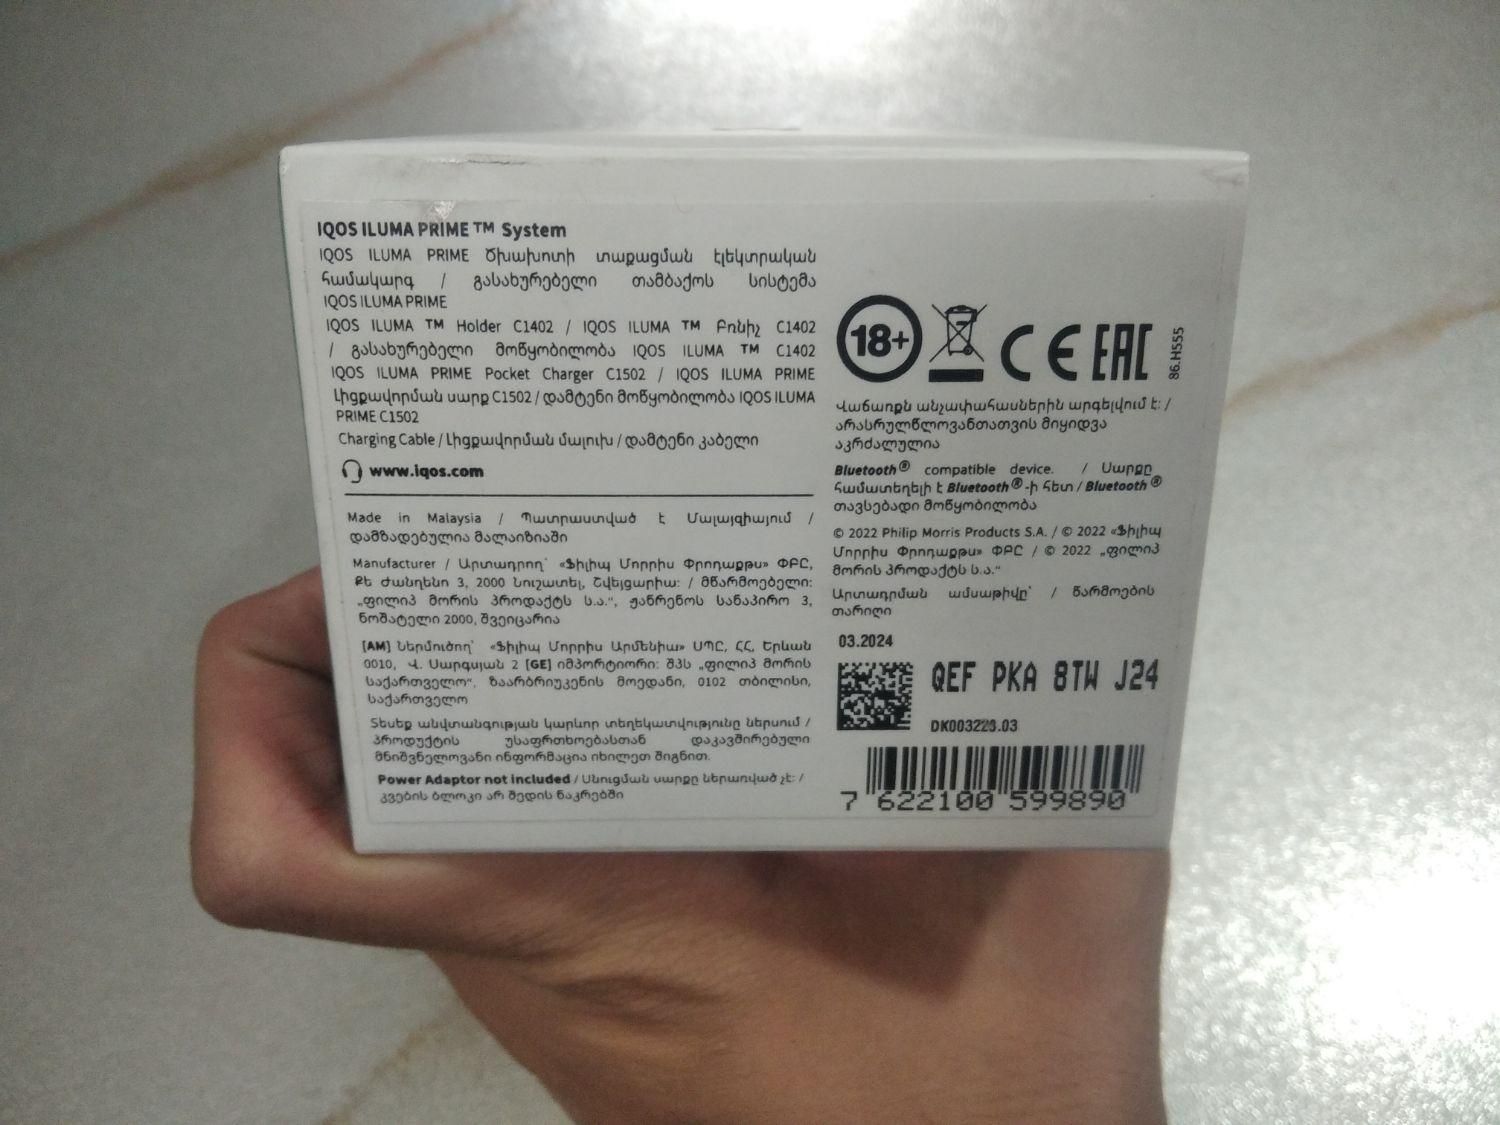 IQOS ILUMA PRIME ™ System
IQOS ILUMA PRIME Ծխախոտի տաքացման էլեկտրական
համակարգ / გასახურებელი თამბაქოს სისტემა
IQOS ILUMA PRIME
IQOS ILUMA ™ Holder C1402 / IQOS ILUMA ™ Բռնիչ C1402
/ გასახურებელი მოწყობილობა IQOS ILUMA ™ C1402
IQOS ILUMA PRIME Pocket Charger C1502 / IQOS ILUMA PRIME
Լիցքավորման սարք C1502 / დამტენი მოწყობილობა IQOS ILUMA
PRIME C1502
Charging Cable / Լիցքավորման մալուխ / დამტენი კაბელი
www.iqos.com
Made in Malaysia / Պատրաստված է Մալայզիայում /
დამზადებულია მალაიზიაში
Manufacturer / Արտադրող՝ «Ֆիլիպ Մորրիս Փրոդաքթս» ՓԲԸ,
Քե Ժանրենո 3, 2000 Նուշատել, Շվեյցարիա: / მწარმოებელი:
„ფილიპ მორის პროდაქტს ს.ა.“, ჟანრენოს სანაპირო 3,
ნოშატელი 2000, შვეიცარია
[AM] Ներմուծող՝ «Ֆիլիպ Մորրիս Արմենիա» ՍՊԸ, ՀՀ, Երևան
0010, Վ. Սարգսյան 2 [GE] იმპორტიორი: შპს „ფილიპ მორის
საქართველო“, ზაარბრიუკენის მოედანი, 0102 თბილისი,
საქართველო
Տեսեք անվտանգության կարևոր տեղեկատվությունը ներսում /
პროდუქტის უსაფრთხოებასთან დაკავშირებული
მნიშვნელოვანი ინფორმაცია იხილეთ შიგნით.
Power Adaptor not included / Սնուցման սարքը ներառված չէ: /
კვების ბლოკი არ შედის ნაკრებში
18+
CE EAC
86.H555
Վաճառքն անչափահասներին արգելվում է: /
არასრულწლოვანთათვის მიყიდვა
აკრძალულია
Bluetooth® compatible device. / Սարքը
համատեղելի է Bluetooth®-ի հետ / Bluetooth®
თავსებადი მოწყობილობა
© 2022 Philip Morris Products S.A. / © 2022 «Ֆիլիպ
Մորրիս Փրոդաքթս» ՓԲԸ / © 2022 „ფილიპ
მორის პროდაქტს ს.ა.“
Արտադրման ամսաթիվը՝ / წარმოების
თარიღი
03.2024
QEF PKA 8TW J24
DK003223.03
7 622100 599890